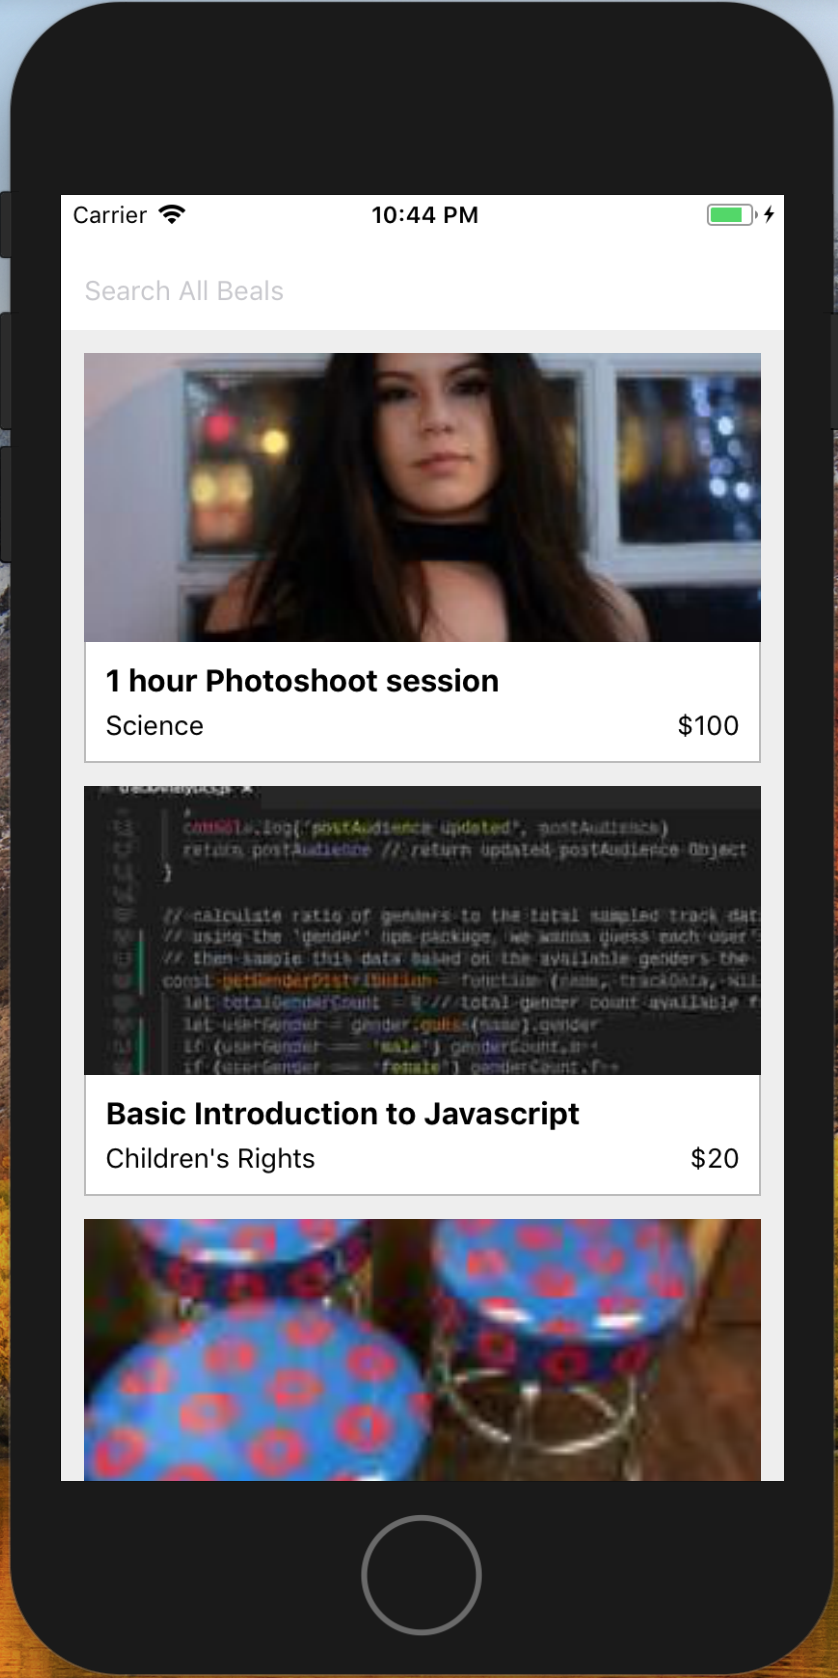 Carrier
10:44 PM
Search All Beals
1 hour Photoshoot session
Science
$100
console.log('postAudience updated', postAudience)
return postAudience // return updated postAudience Object
}
// calculate ratio of genders to the total sampled track
// using the 'gender' npm package, we wanna guess each user's
// then sample this data based on the available genders the
const getGenderDistribution = function (name, trackData,
let totalGenderCount = // total gender count available
let userGender = gender.guess(name).gender
if (userGender === 'male') genderCount.m++
if (userGender === 'female') genderCount.f++
Basic Introduction to Javascript
Children's Rights
$20